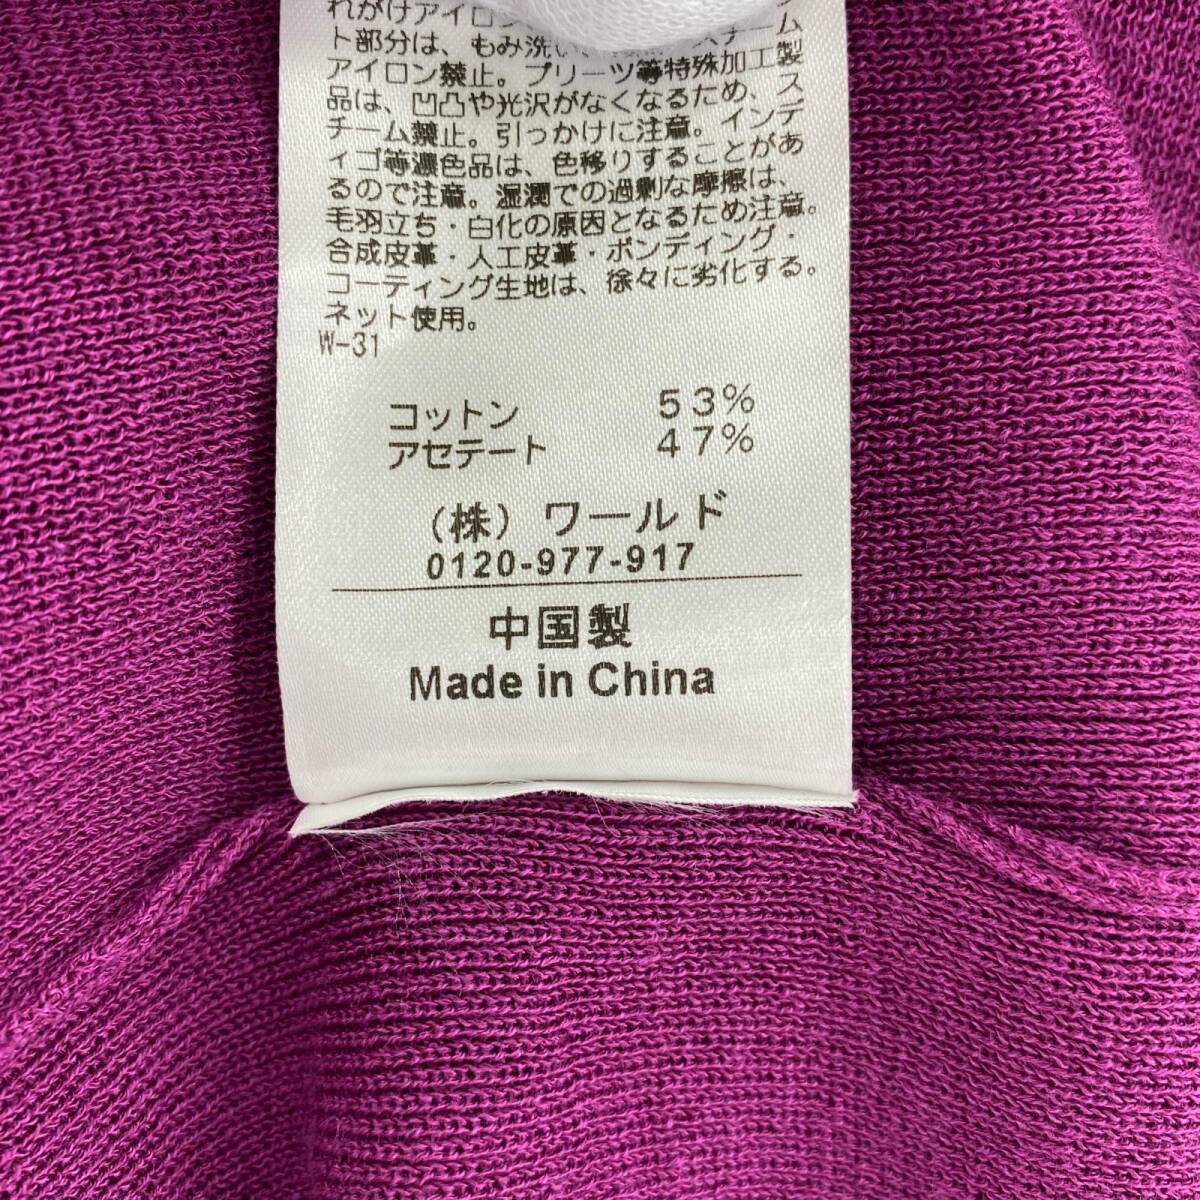 れがけアイロン
ト部分は、もみ洗い
アイロン禁止。プリーツ等特殊加工製
品は、凹凸や光沢がなくなるため、ス
チーム禁止。引っかけに注意。インデ
ィゴ等濃色品は、色移りすることがあ
るので注意。湿潤での過剰な摩擦は、
毛羽立ち・白化の原因となるため注意。
合成皮革・人工皮革・ボンディング・
コーティング生地は、徐々に劣化する。
ネット使用。
W-31
コットン 53%
アセテート 47%
(株) ワールド
0120-977-917
中国製
Made in China